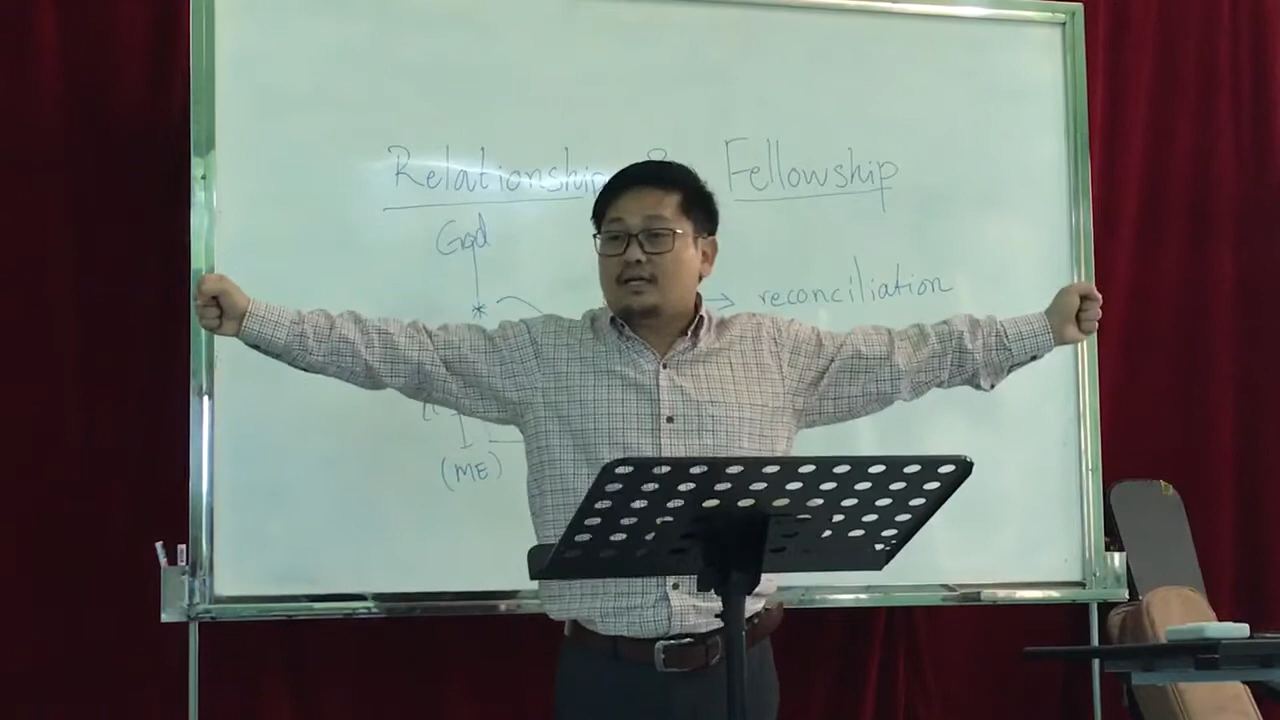 Relationship & Fellowship
God
* → reconciliation
(ME)